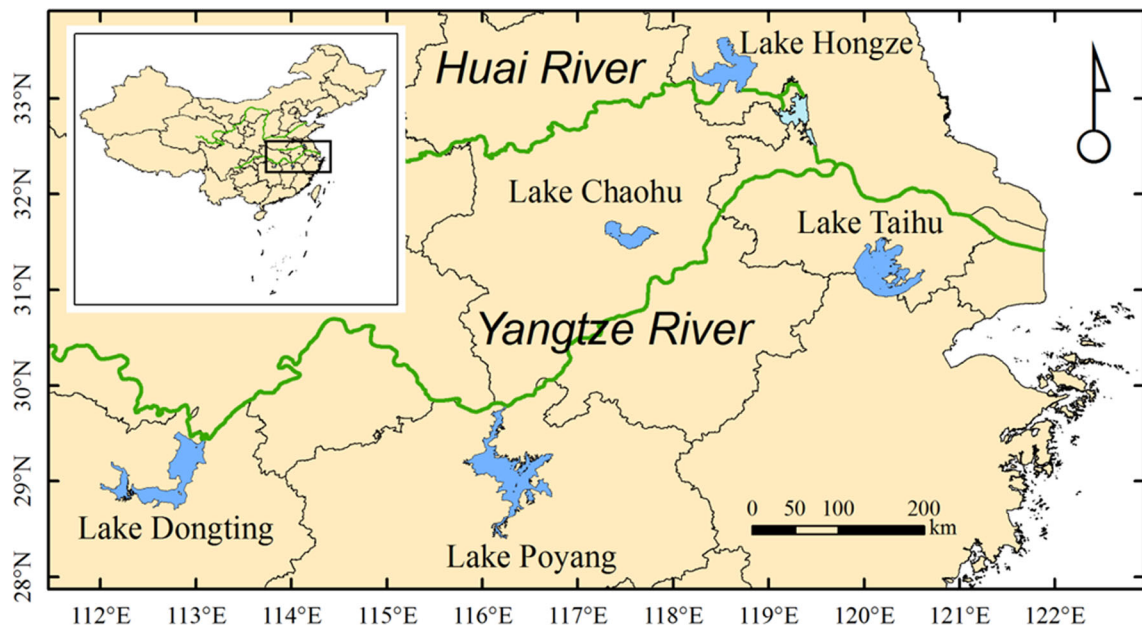 Lake Hongze
Huai River
33°N
32°N
31°N
30°N
29°N
28°N
Lake Chaohu
Lake Taihu
Yangtze River
Lake Dongting
Lake Poyang
0 50 100 200
km
112°E 113°E 114°E 115°E 116°E 117°E 118°E 119°E 120°E 121°E 122°E